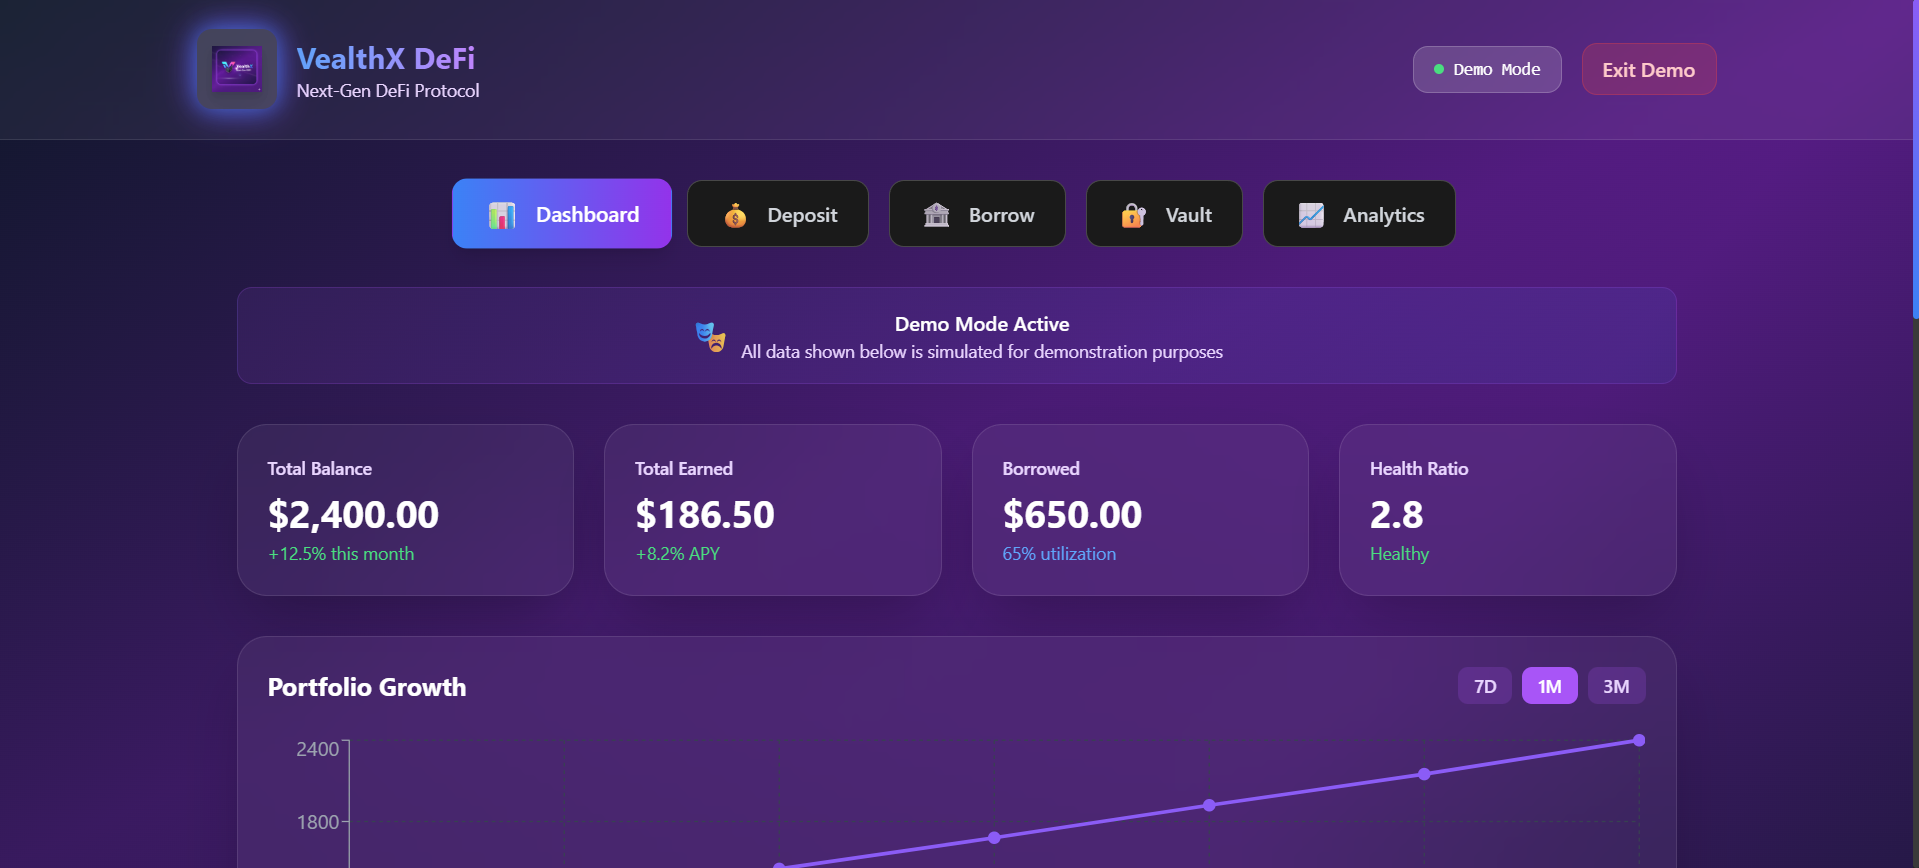 VealthX DeFi
Next-Gen DeFi Protocol
Demo Mode
Exit Demo
Dashboard
Deposit
Borrow
Vault
Analytics
Demo Mode Active
All data shown below is simulated for demonstration purposes
Total Balance
$2,400.00
+12.5% this month
Total Earned
$186.50
+8.2% APY
Borrowed
$650.00
65% utilization
Health Ratio
2.8
Healthy
Portfolio Growth
7D
1M
3M
2400
1800